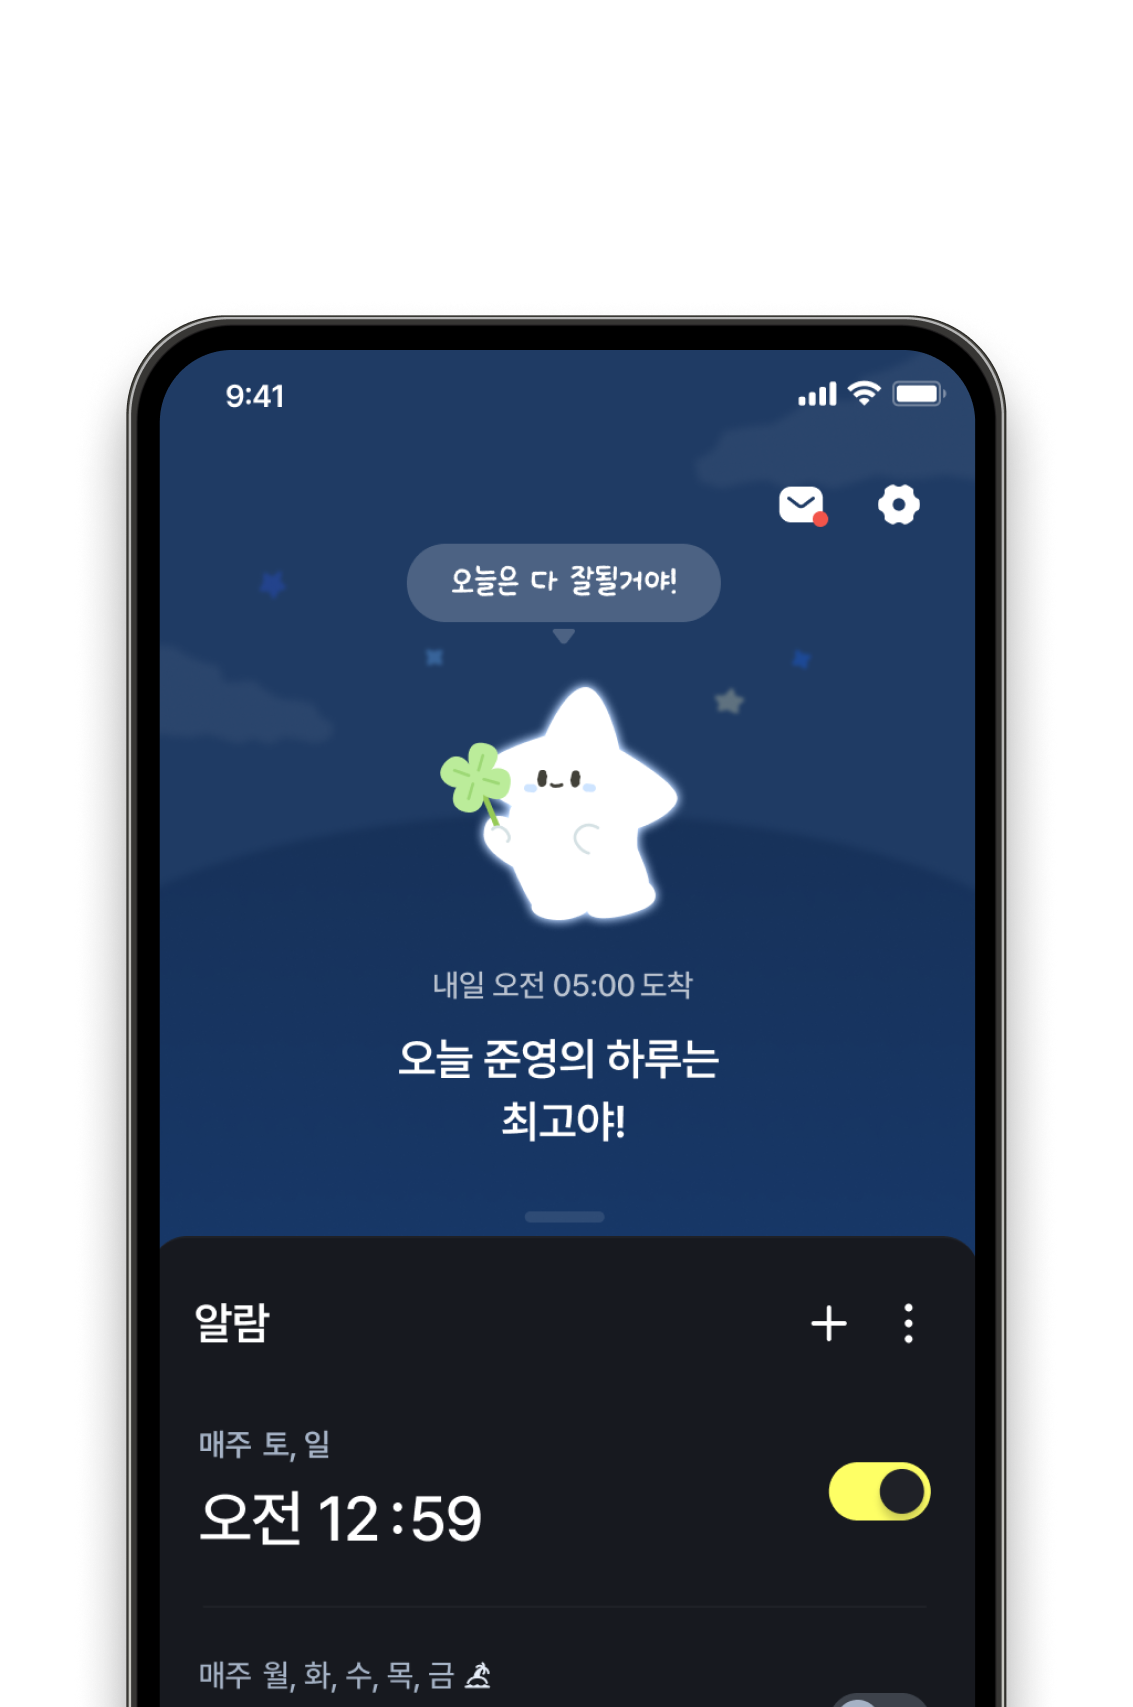 9:41
오늘은 다 잘될거야!
내일 오전 05:00 도착
오늘 준영의 하루는
최고야!
알람
매주 토, 일
오전 12:59
매주 월, 화, 수, 목, 금